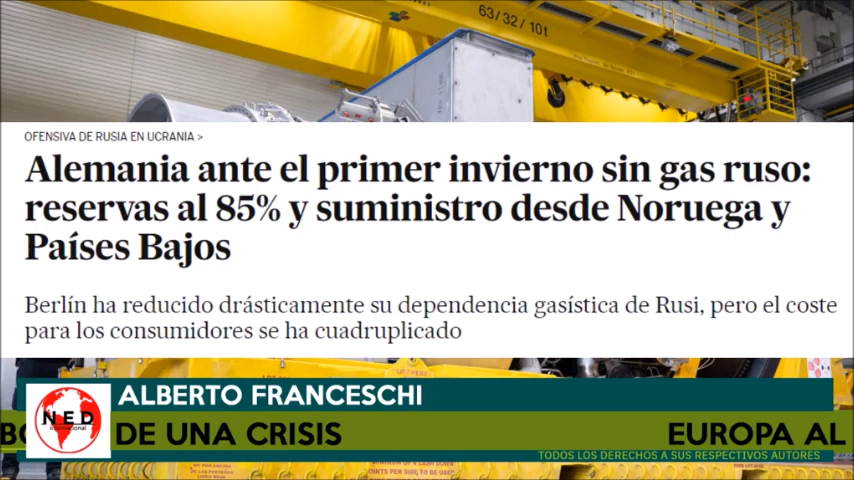 63/32/10t
OFENSIVA DE RUSIA EN UCRANIA >
Alemania ante el primer invierno sin gas ruso:
reservas al 85% y suministro desde Noruega y
Países Bajos
Berlín ha reducido drásticamente su dependencia gasística de Rusi, pero el coste
para los consumidores se ha cuadruplicado
ALBERTO FRANCESCHI
N E D
international
DE UNA CRISIS
EUROPA AL
TODOS LOS DERECHOS A SUS RESPECTIVOS AUTORES